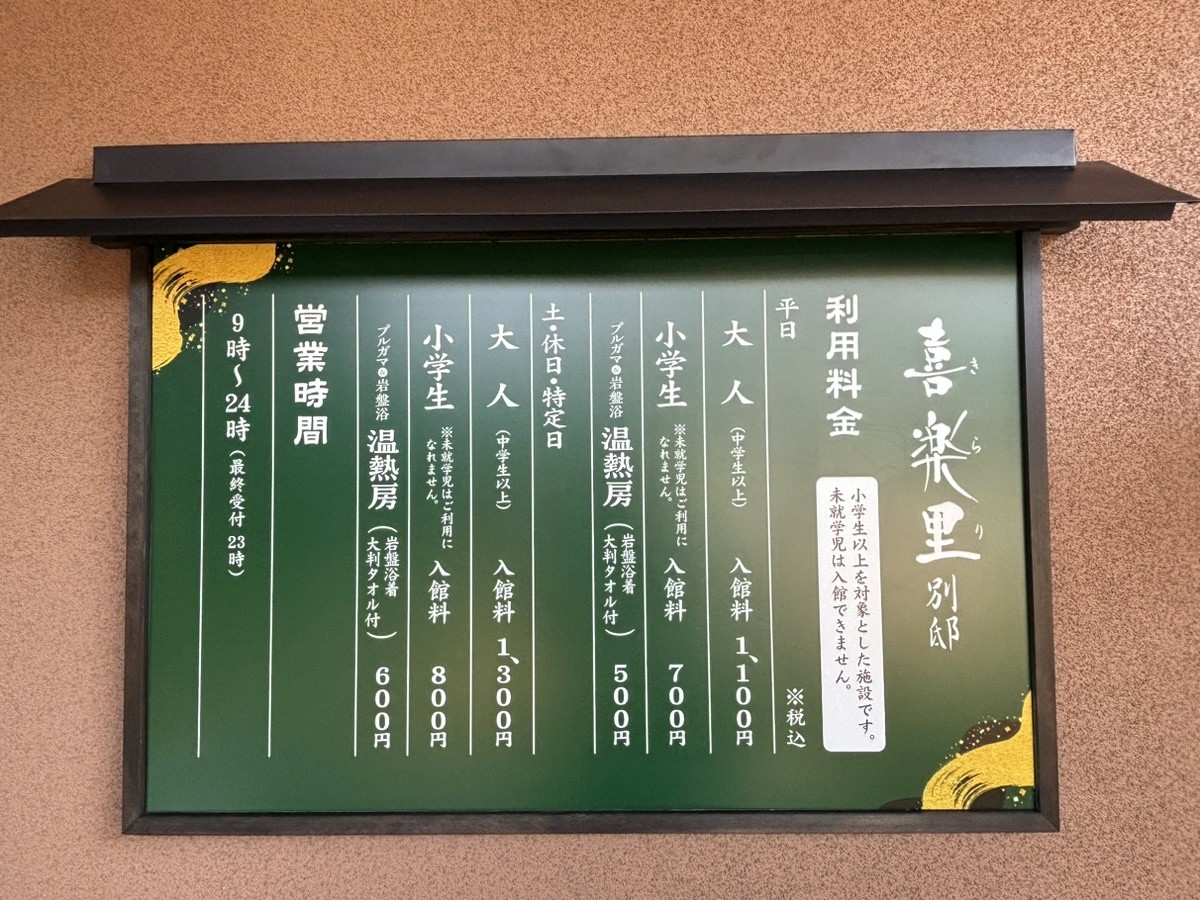 喜楽里 別邸
きらり
利用料金
小学生以上を対象とした施設です。
未就学児は入館できません。
平日 ※税込
大人 (中学生以上) 入館料 1,100円
小学生 ※未就学児はご利用に
なれません。 入館料 700円
プルガマ&岩盤浴 温熱房 (岩盤浴着
大判タオル付) 500円
土・休日・特定日
大人 (中学生以上) 入館料 1,300円
小学生 ※未就学児はご利用に
なれません。 入館料 800円
プルガマ&岩盤浴 温熱房 (岩盤浴着
大判タオル付) 600円
営業時間
9時〜24時 (最終受付 23時)